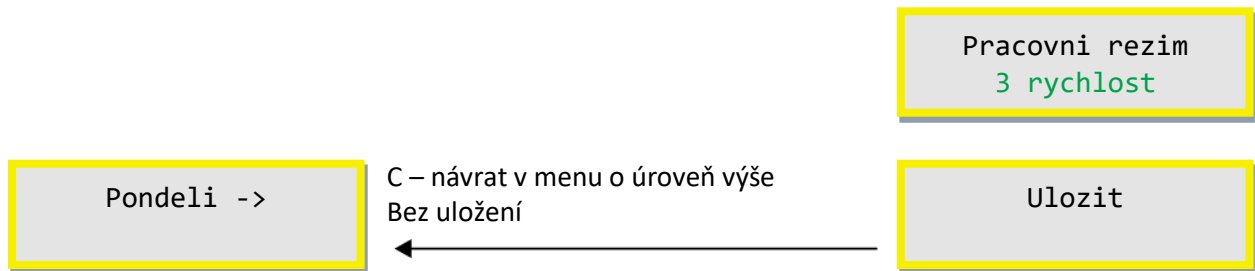 Pracovni rezim
3 rychlost
Pondeli ->
C – návrat v menu o úroveň výše
Bez uložení
Ulozit